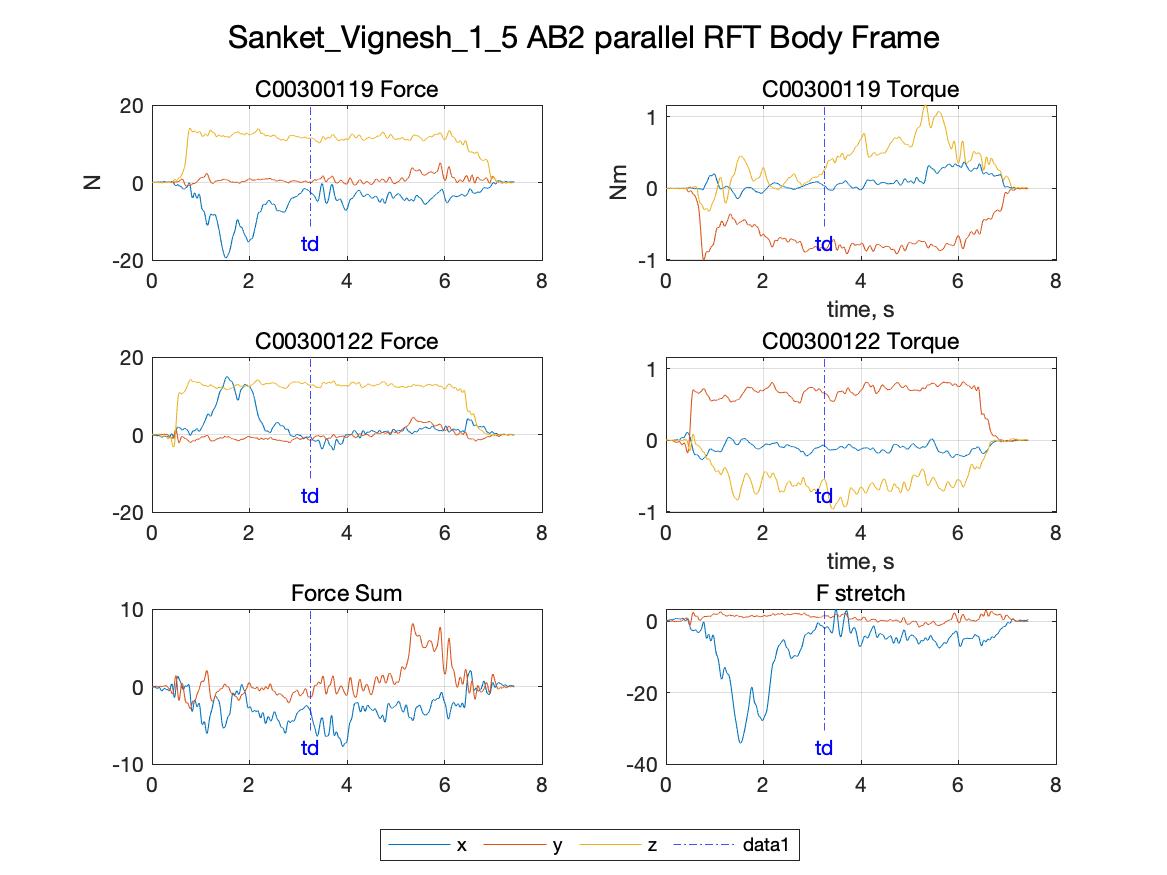 Sanket_Vignesh_1_5 AB2 parallel RFT Body Frame
C00300119 Force
20
0
-20
N
td
0 2 4 6 8
C00300119 Torque
1
0
-1
Nm
td
0 2 4 6 8
time, s
C00300122 Force
20
0
-20
td
0 2 4 6 8
C00300122 Torque
1
0
-1
td
0 2 4 6 8
time, s
Force Sum
10
0
-10
td
0 2 4 6 8
F stretch
0
-20
-40
td
0 2 4 6 8
x y z data1